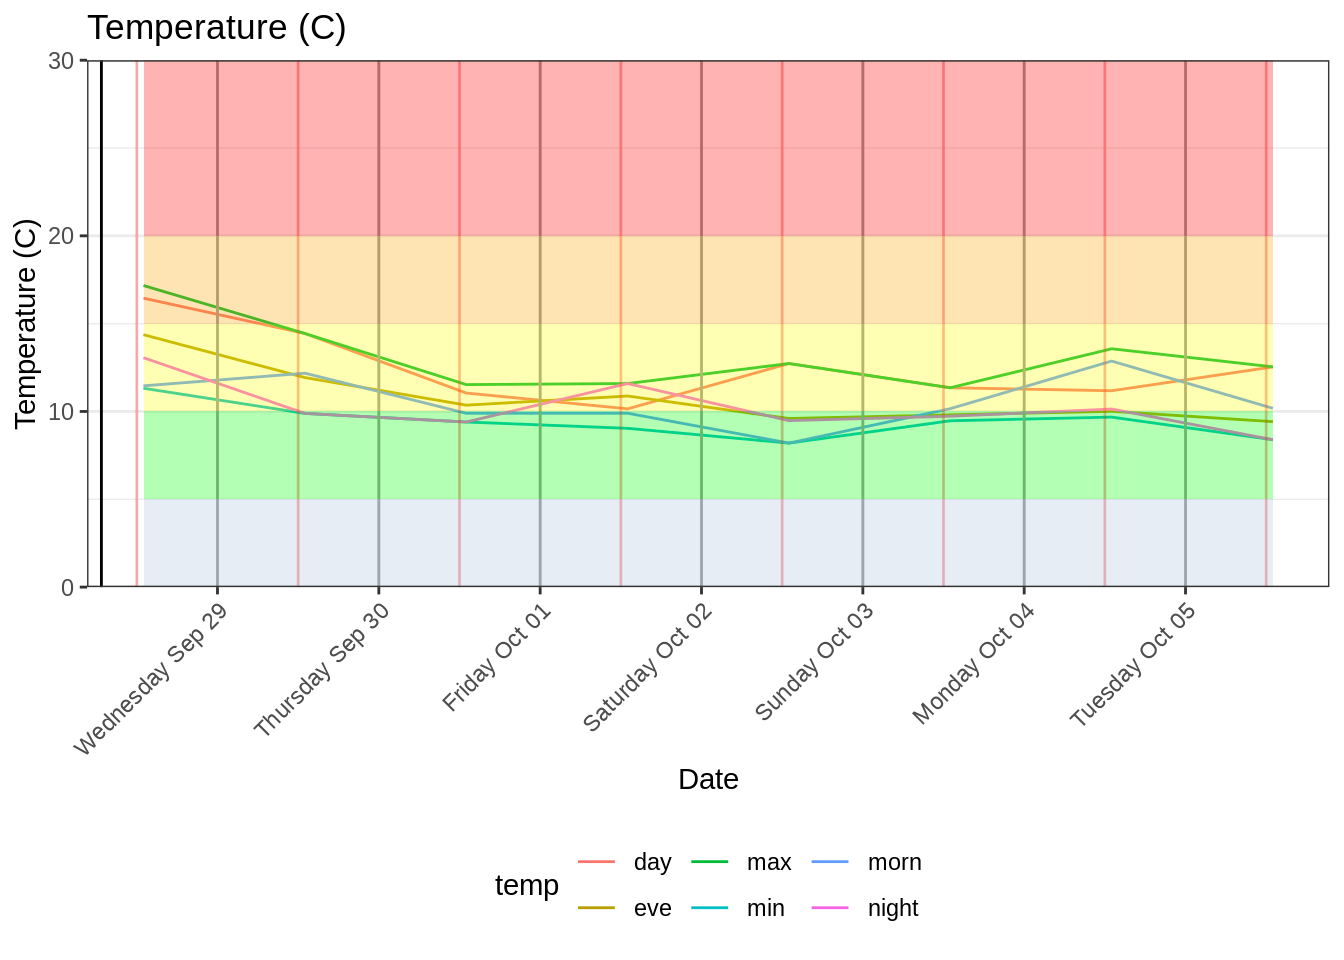 Temperature (C)
Temperature (C)
30
20
10
0
Wednesday Sep 29
Thursday Sep 30
Friday Oct 01
Saturday Oct 02
Sunday Oct 03
Monday Oct 04
Tuesday Oct 05
Date
temp
day
max
morn
eve
min
night